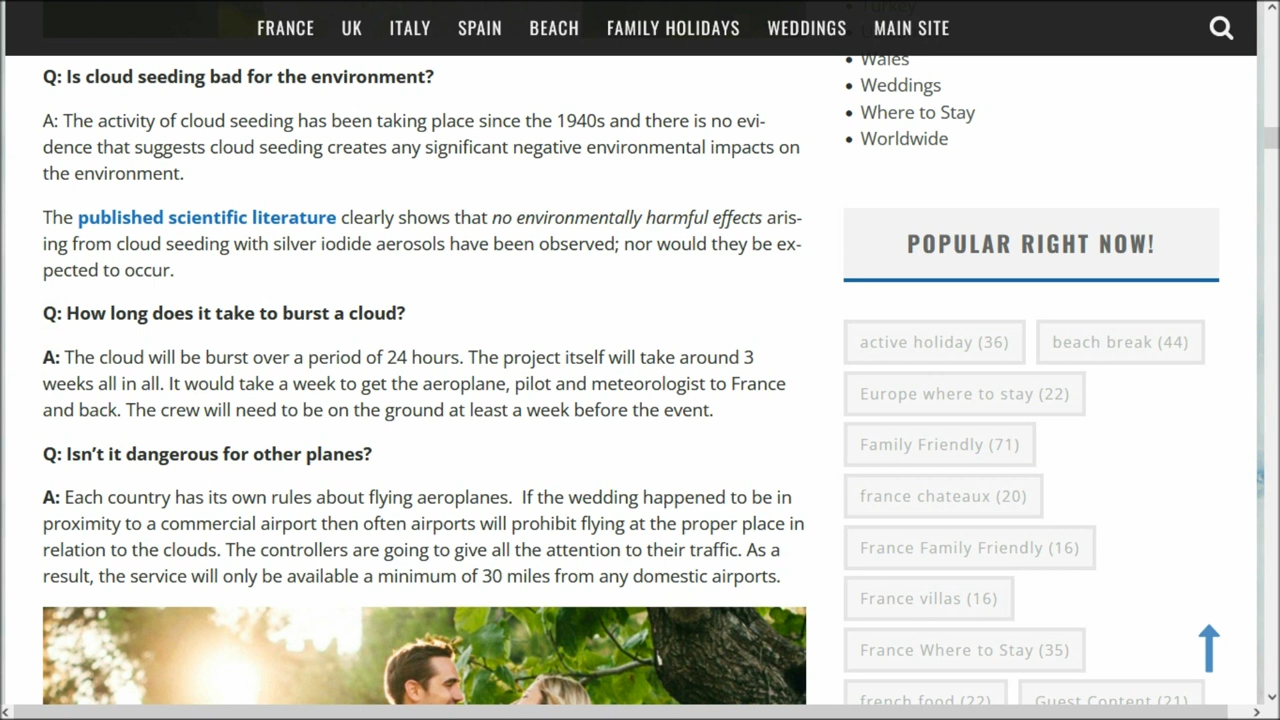 FRANCE UK ITALY SPAIN BEACH FAMILY HOLIDAYS WEDDINGS MAIN SITE
Q: Is cloud seeding bad for the environment?
A: The activity of cloud seeding has been taking place since the 1940s and there is no evi-
dence that suggests cloud seeding creates any significant negative environmental impacts on
the environment.
The published scientific literature clearly shows that no environmentally harmful effects aris-
ing from cloud seeding with silver iodide aerosols have been observed; nor would they be ex-
pected to occur.
Q: How long does it take to burst a cloud?
A: The cloud will be burst over a period of 24 hours. The project itself will take around 3
weeks all in all. It would take a week to get the aeroplane, pilot and meteorologist to France
and back. The crew will need to be on the ground at least a week before the event.
Q: Isn’t it dangerous for other planes?
A: Each country has its own rules about flying aeroplanes.  If the wedding happened to be in
proximity to a commercial airport then often airports will prohibit flying at the proper place in
relation to the clouds. The controllers are going to give all the attention to their traffic. As a
result, the service will only be available a minimum of 30 miles from any domestic airports.
Turkey
Wales
Weddings
Where to Stay
Worldwide
POPULAR RIGHT NOW!
active holiday (36) beach break (44)
Europe where to stay (22)
Family Friendly (71)
france chateaux (20)
France Family Friendly (16)
France villas (16)
France Where to Stay (35)
french food (22) Guest Content (21)